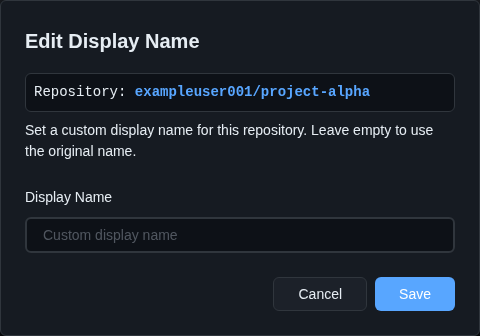 Edit Display Name
Repository: exampleuser001/project-alpha
Set a custom display name for this repository. Leave empty to use
the original name.
Display Name
Custom display name
Cancel Save